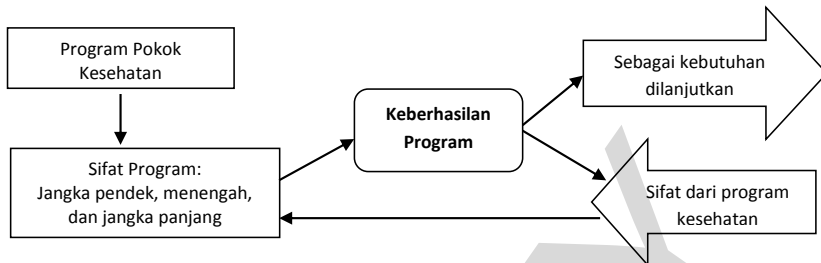 Program Pokok
Kesehatan
Sifat Program:
Jangka pendek, menengah,
dan jangka panjang
Keberhasilan
Program
Sebagai kebutuhan
dilanjutkan
Sifat dari program
kesehatan